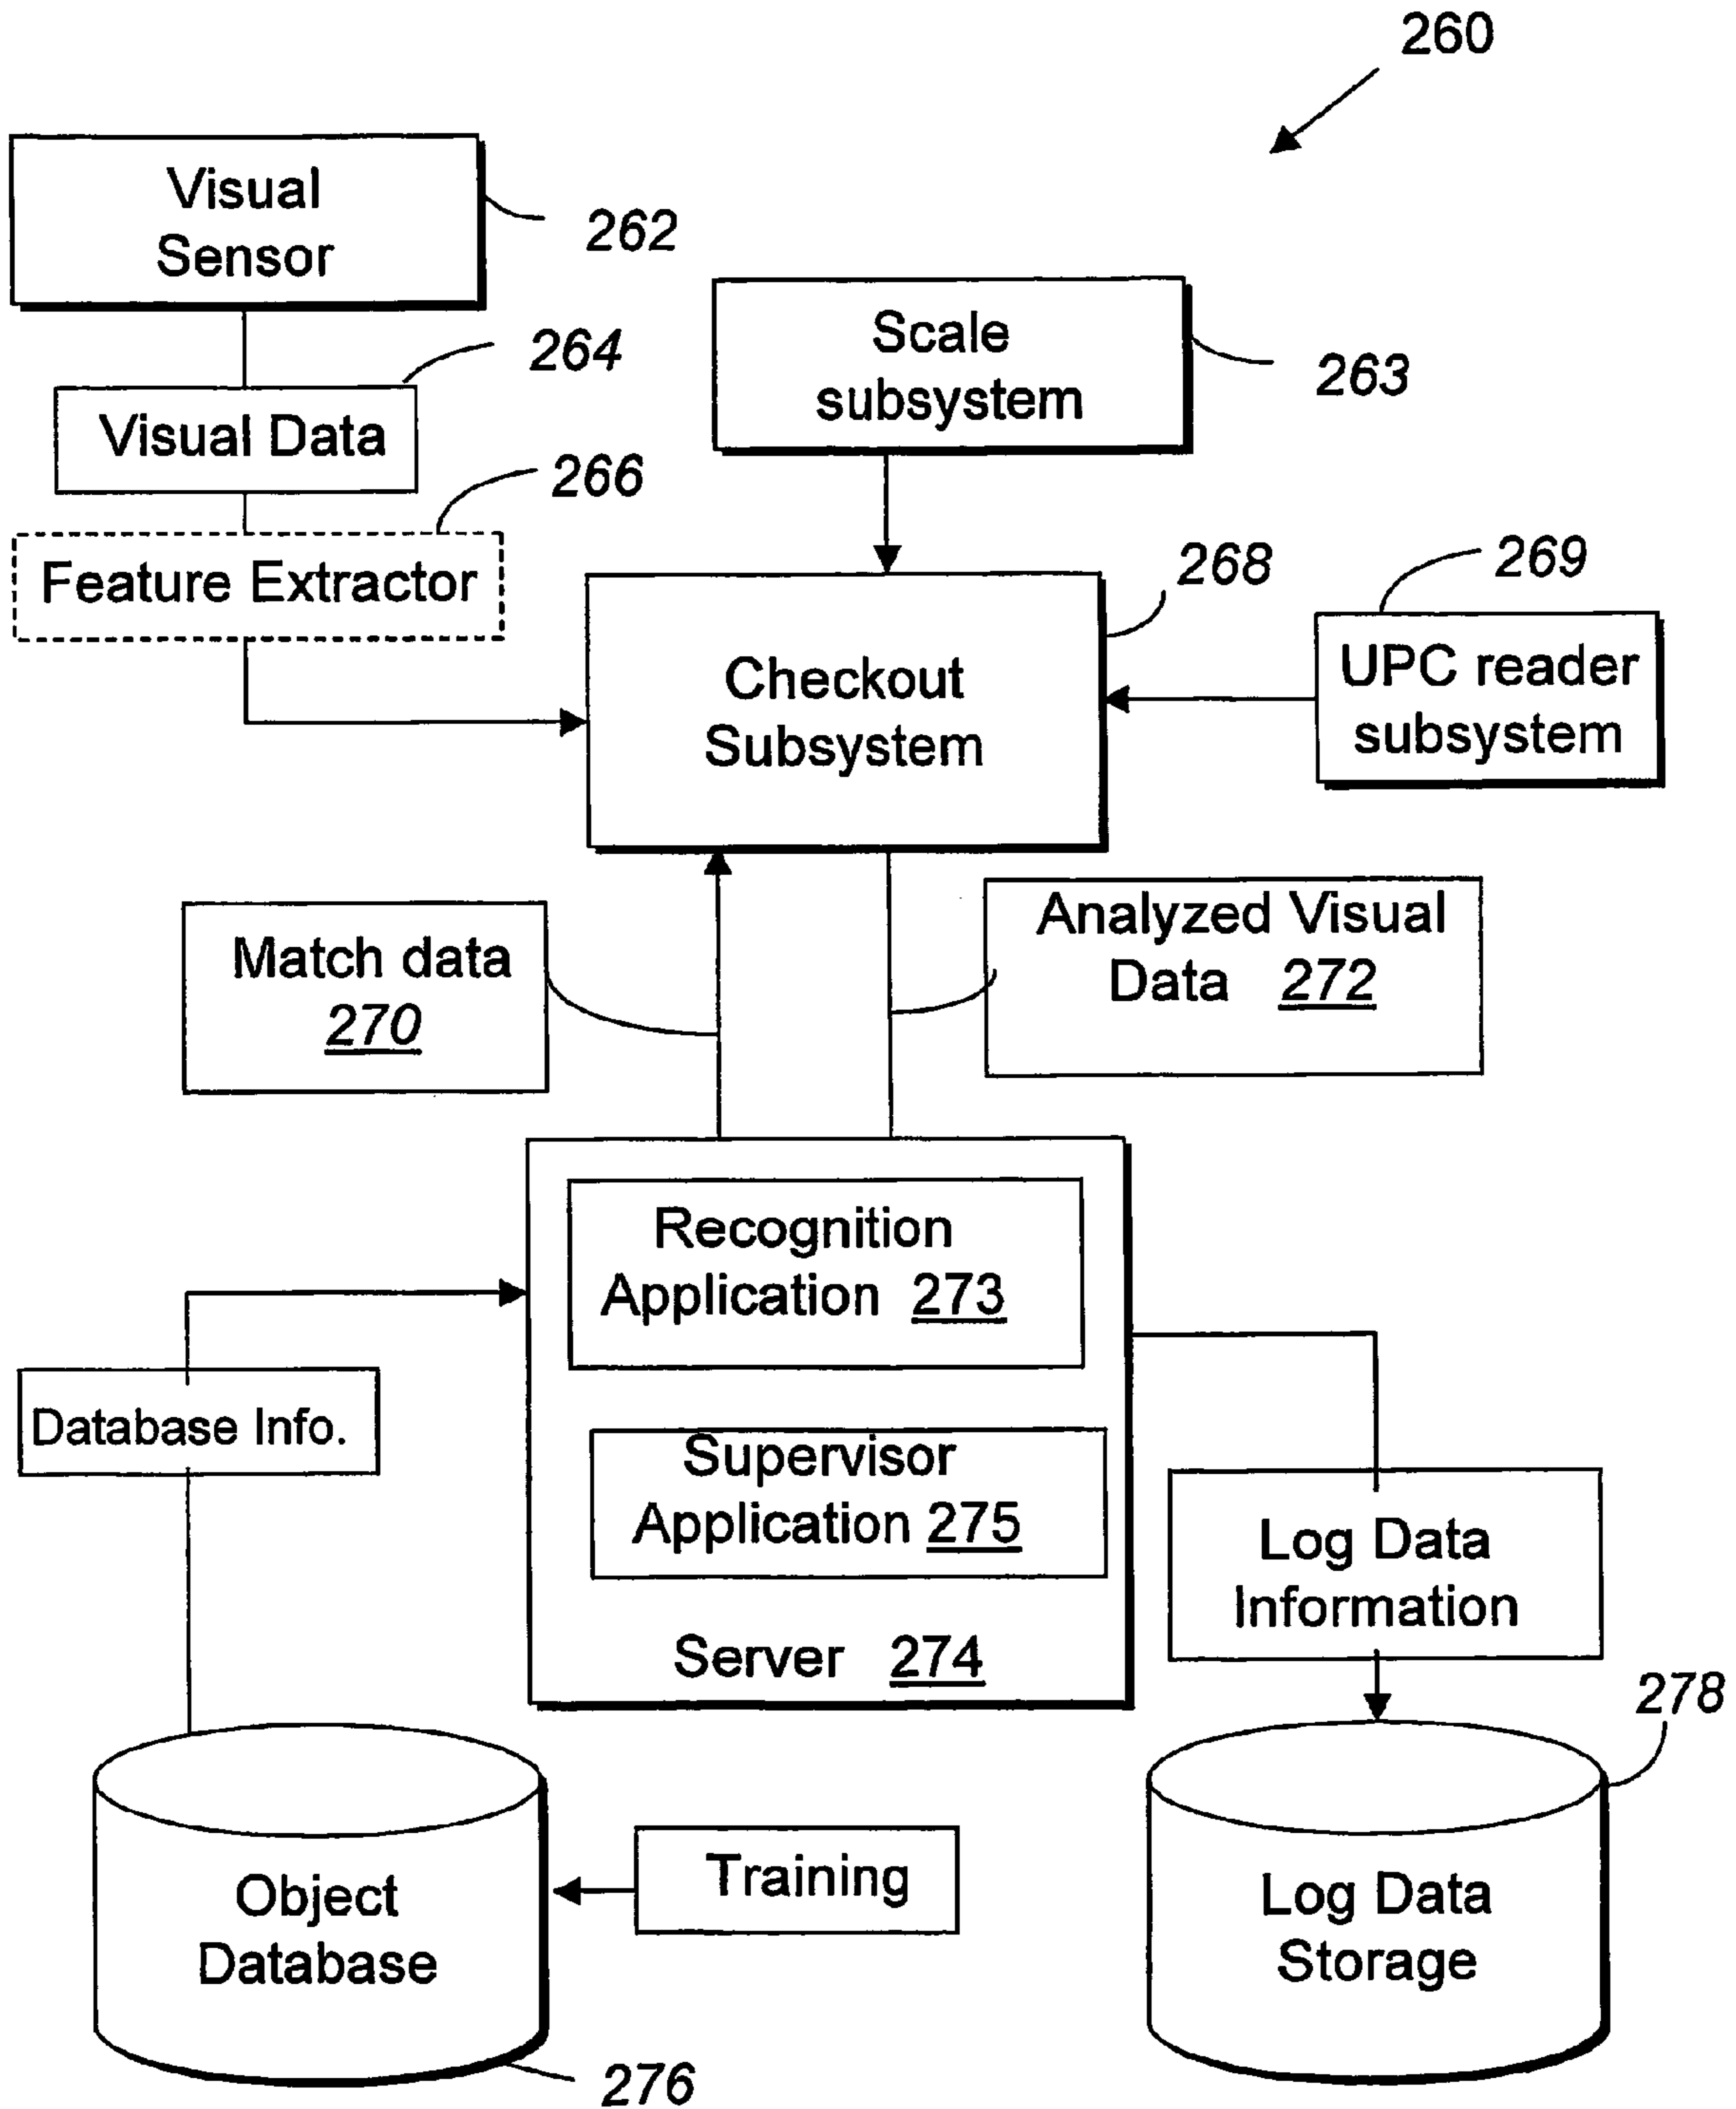 260
Visual
Sensor
262
264
Visual Data
266
Feature Extractor
Scale
subsystem
263
268
269
Checkout
Subsystem
UPC reader
subsystem
Match data
270
Analyzed Visual
Data 272
Recognition
Application 273
Database Info.
Supervisor
Application 275
Server 274
Log Data
Information
278
Object
Database
276
Training
Log Data
Storage